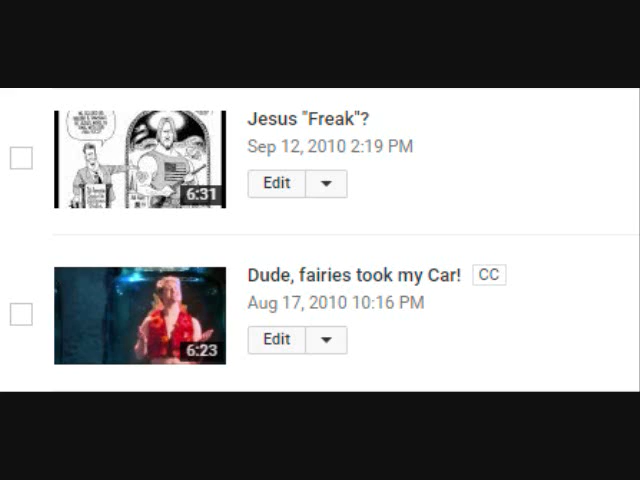 Jesus "Freak"?
Sep 12, 2010 2:19 PM
Edit
6:31
Dude, fairies took my Car! CC
Aug 17, 2010 10:16 PM
Edit
6:23